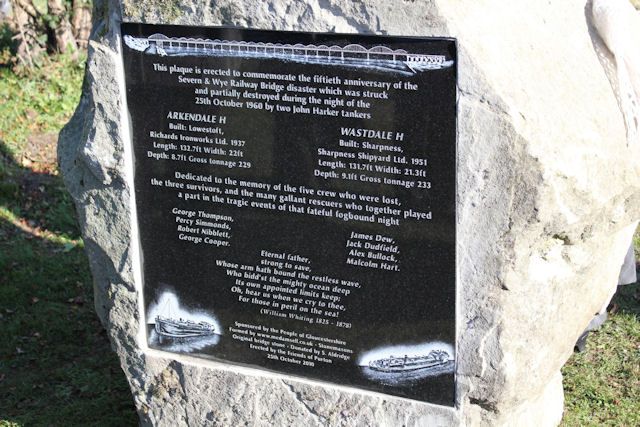 This plaque is erected to commemorate the fiftieth anniversary of the
Severn & Wye Railway Bridge disaster which was struck
and partially destroyed during the night of the
25th October 1960 by two John Harker tankers
ARKENDALE H
Built: Lowestoft,
Richards Ironworks Ltd. 1937
Length: 132.7ft Width: 22ft
Depth: 8.7ft Gross tonnage 229
WASTDALE H
Built: Sharpness,
Sharpness Shipyard Ltd. 1951
Length: 131.7ft Width: 21.3ft
Depth: 9.1ft Gross tonnage 233
Dedicated to the memory of the five crew who were lost,
the three survivors, and the many gallant rescuers who together played
a part in the tragic events of that fateful fogbound night
George Thompson,
Percy Simmonds,
Robert Nibblett,
George Cooper.
James Dew,
Jack Dudfield,
Alex Bullock,
Malcolm Hart.
Eternal father,
strong to save,
Whose arm hath bound the restless wave,
Who bidd'st the mighty ocean deep
Its own appointed limits keep;
Oh, hear us when we cry to thee,
For those in peril on the sea!
(William Whiting 1825 - 1878)
Sponsored by the People of Gloucestershire
Formed by www.mcdamsoll.co.uk - Stonemasons
Original bridge stone - Donated by S. Aldridge
Erected by the Friends of Purton
25th October 2010